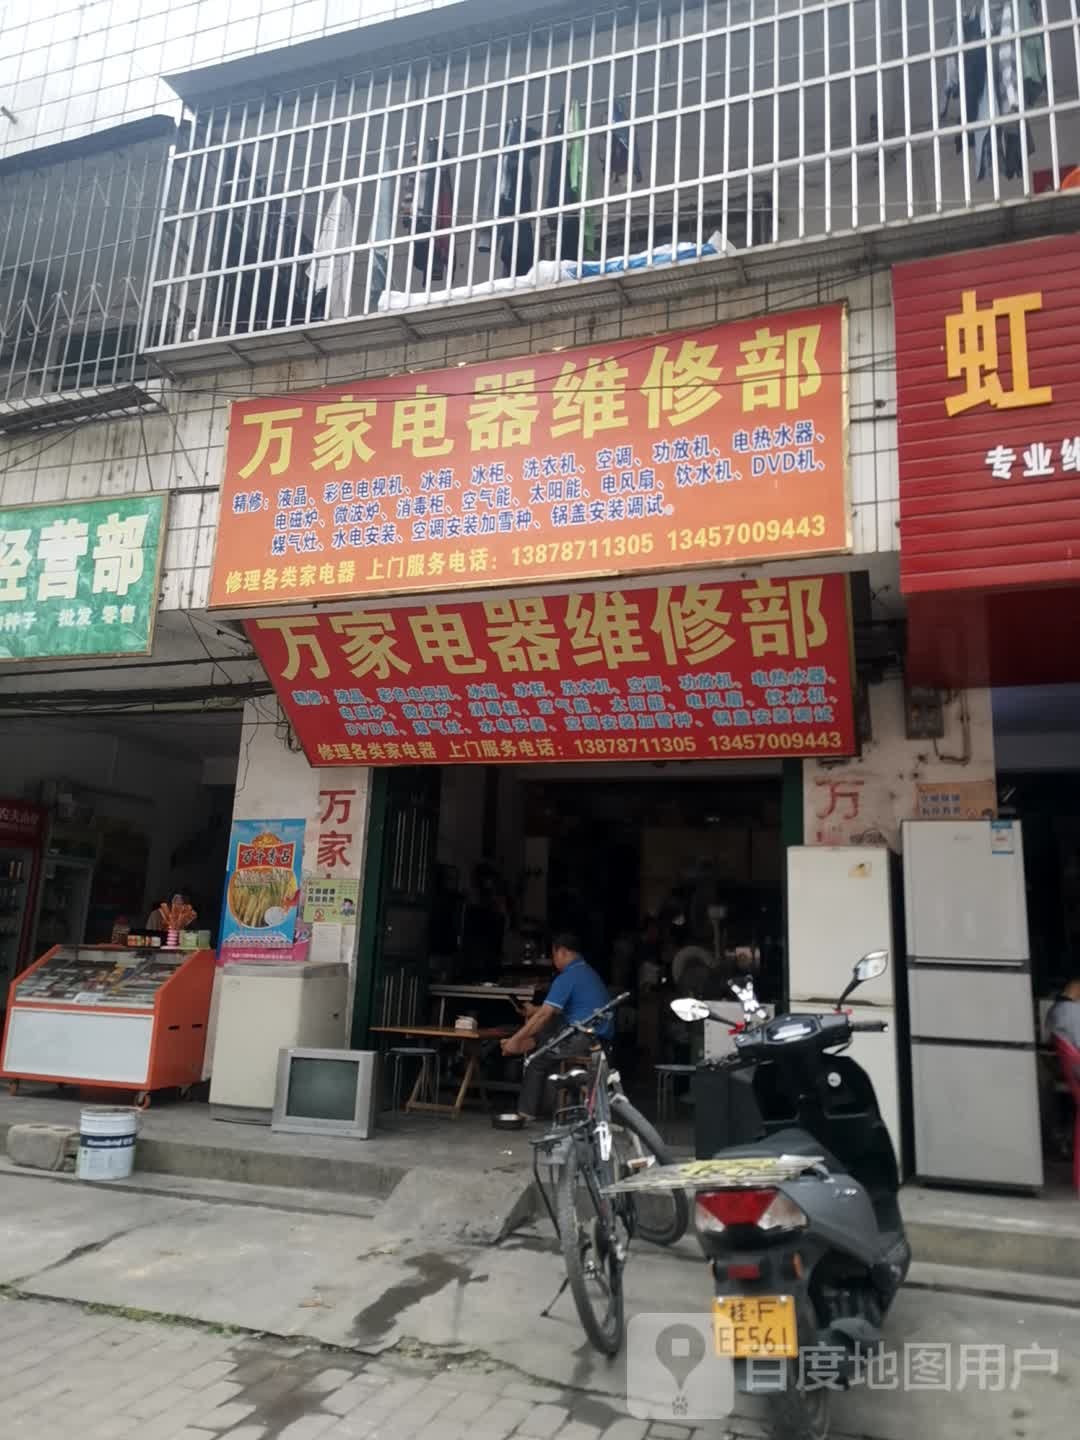 万家电器维修部
精修：液晶、彩色电视机、冰箱、冰柜、洗衣机、空调、功放机、电热水器、
电磁炉、微波炉、消毒柜、空气能、太阳能、电风扇、饮水机、DVD机、
煤气灶、水电安装、空调安装加雪种、锅盖安装调试。
修理各类家电器 上门服务电话：13878711305 13457009443
万家电器维修部
精修：液晶、彩色电视机、冰箱、冰柜、洗衣机、空调、功放机、电热水器、
电磁炉、微波炉、消毒柜、空气能、太阳能、电风扇、饮水机、
DVD机、煤气灶、水电安装、空调安装加雪种、锅盖安装调试
修理各类家电器 上门服务电话：13878711305 13457009443
虹
专业维
经营部
种子 批发 零售
万家
万
桂·F
EF561
百度地图用户